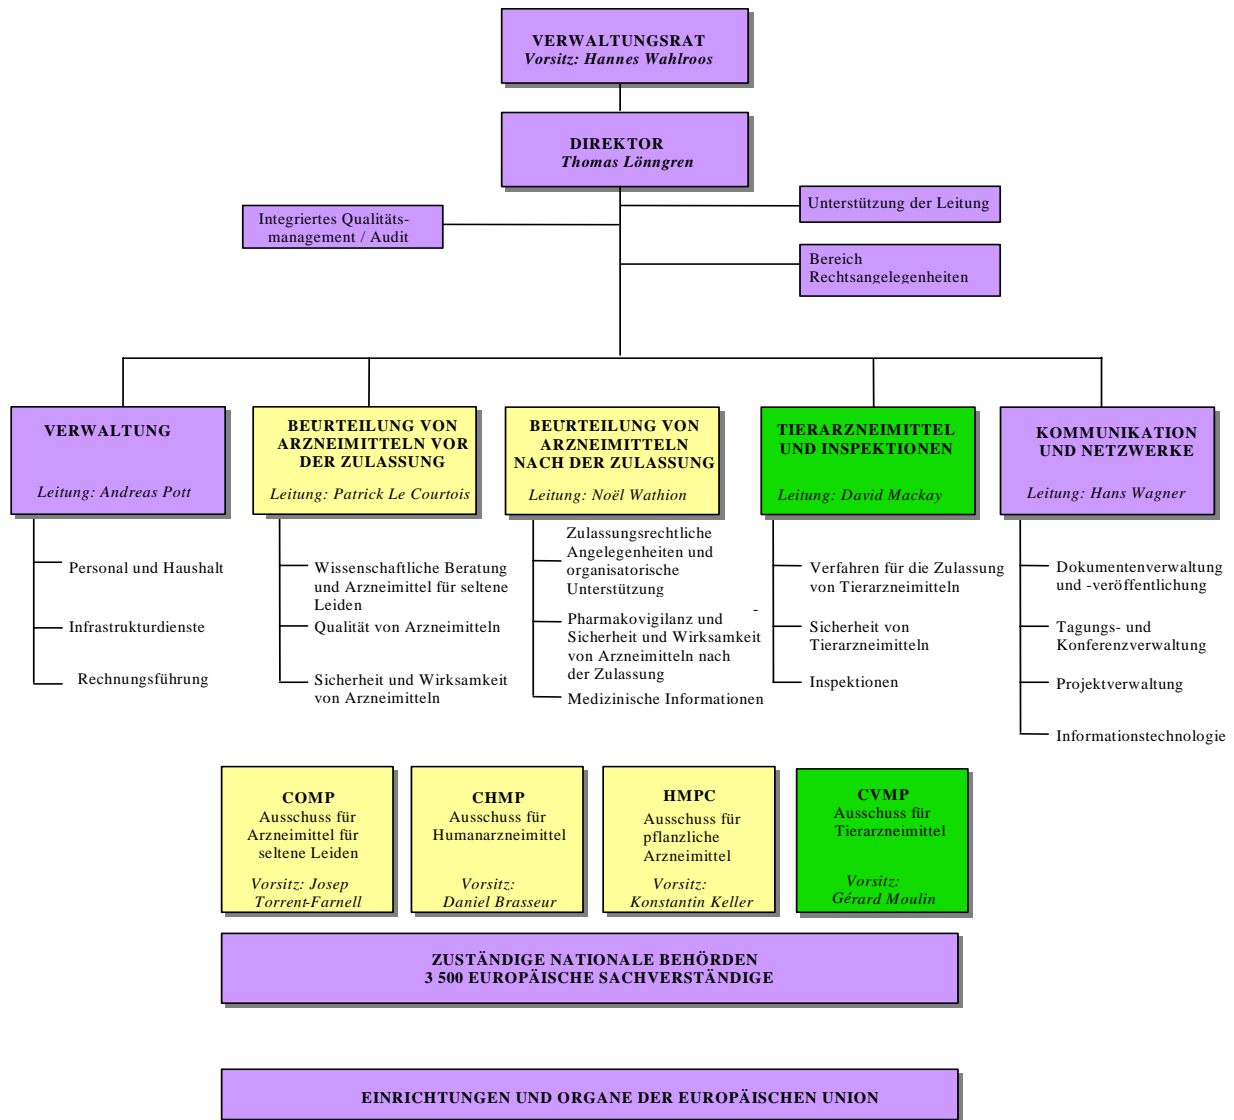 VERWALTUNGSRAT
Vorsitz: Hannes Wahlroos
DIREKTOR
Thomas Lönngren
Integriertes Qualitäts-
management / Audit
Unterstützung der Leitung
Bereich
Rechtsangelegenheiten
VERWALTUNG
Leitung: Andreas Pott
BEURTEILUNG VON
ARZNEIMITTELN VOR
DER ZULASSUNG
Leitung: Patrick Le Courtois
BEURTEILUNG VON
ARZNEIMITTELN
NACH DER ZULASSUNG
Leitung: Noël Wathion
TIERARZNEIMITTEL
UND INSPEKTIONEN
Leitung: David Mackay
KOMMUNIKATION
UND NETZWERKE
Leitung: Hans Wagner
Personal und Haushalt
Infrastrukturdienste
Rechnungsführung
Wissenschaftliche Beratung
und Arzneimittel für seltene
Leiden
Qualität von Arzneimitteln
Sicherheit und Wirksamkeit
von Arzneimitteln
Zulassungsrechtliche
Angelegenheiten und
organisatorische
Unterstützung
-
Pharmakovigilanz und
Sicherheit und Wirksamkeit
von Arzneimitteln nach
der Zulassung
Medizinische Informationen
Verfahren für die Zulassung
von Tierarzneimitteln
Sicherheit von
Tierarzneimitteln
Inspektionen
Dokumentenverwaltung
und -veröffentlichung
Tagungs- und
Konferenzverwaltung
Projektverwaltung
Informationstechnologie
COMP
Ausschuss für
Arzneimittel für
seltene Leiden
Vorsitz: Josep
Torrent-Farnell
CHMP
Ausschuss für
Humanarzneimittel
Vorsitz:
Daniel Brasseur
HMPC
Ausschuss für
pflanzliche
Arzneimittel
Vorsitz:
Konstantin Keller
CVMP
Ausschuss für
Tierarzneimittel
Vorsitz:
Gérard Moulin
ZUSTÄNDIGE NATIONALE BEHÖRDEN
3 500 EUROPÄISCHE SACHVERSTÄNDIGE
EINRICHTUNGEN UND ORGANE DER EUROPÄISCHEN UNION